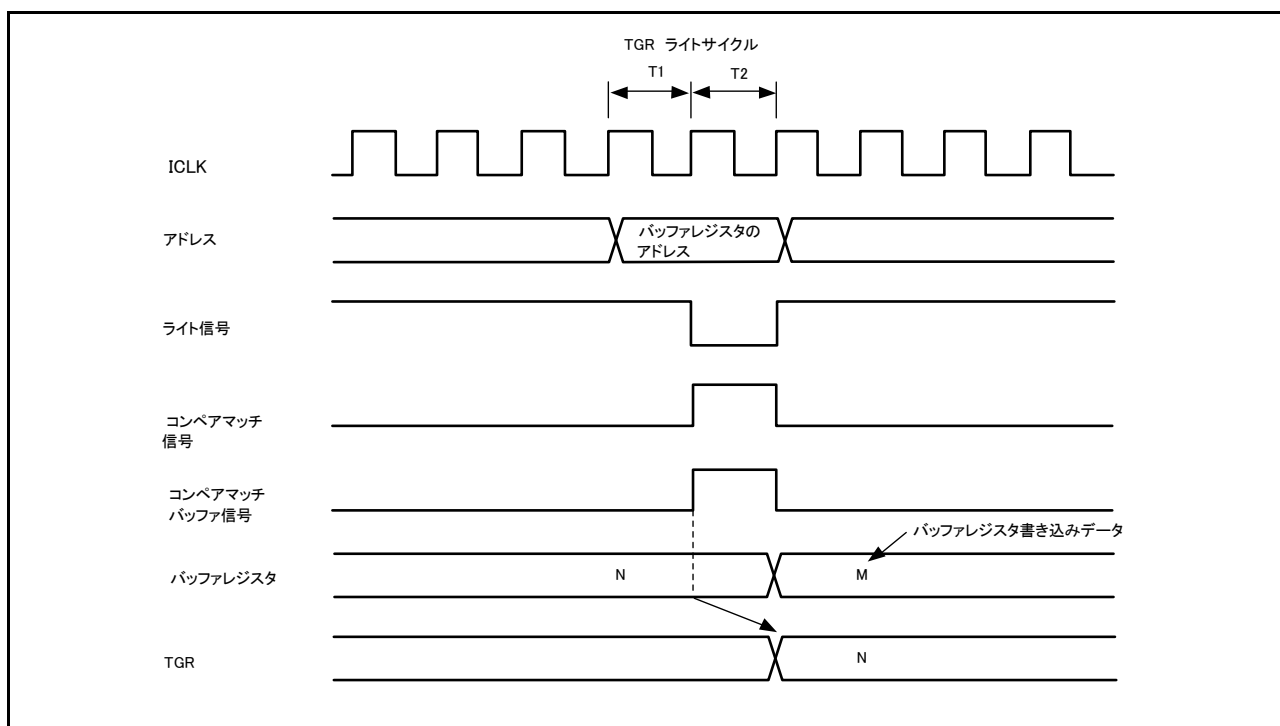 TGR ライトサイクル
T1
T2
ICLK
アドレス
バッファレジスタの
アドレス
ライト信号
コンペアマッチ
信号
コンペアマッチ
バッファ信号
バッファレジスタ書き込みデータ
バッファレジスタ
N
M
TGR
N